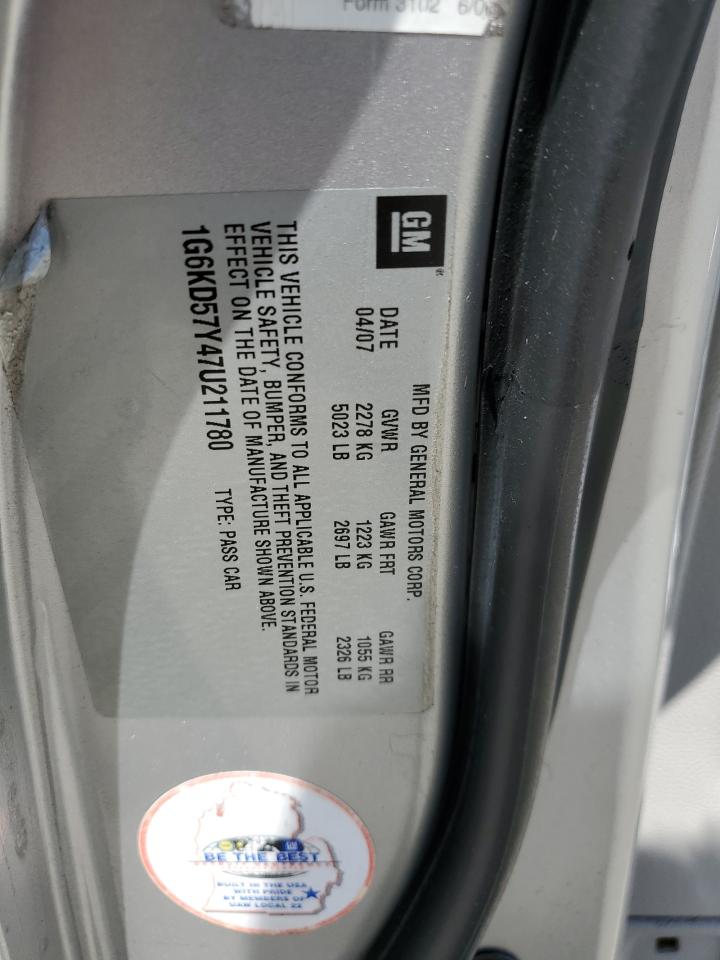 Form 3102
GM
MFD BY GENERAL MOTORS CORP.
DATE GVWR GAWR FRT GAWR RR
04/07 2278 KG 1223 KG 1055 KG
5023 LB 2697 LB 2326 LB
THIS VEHICLE CONFORMS TO ALL APPLICABLE U.S. FEDERAL MOTOR
VEHICLE SAFETY, BUMPER, AND THEFT PREVENTION STANDARDS IN
EFFECT ON THE DATE OF MANUFACTURE SHOWN ABOVE.
1G6KD57Y47U211780 TYPE: PASS CAR
BE THE BEST
BUILT IN THE USA
WITH PRIDE
BY MEMBERS OF
UAW LOCAL 22